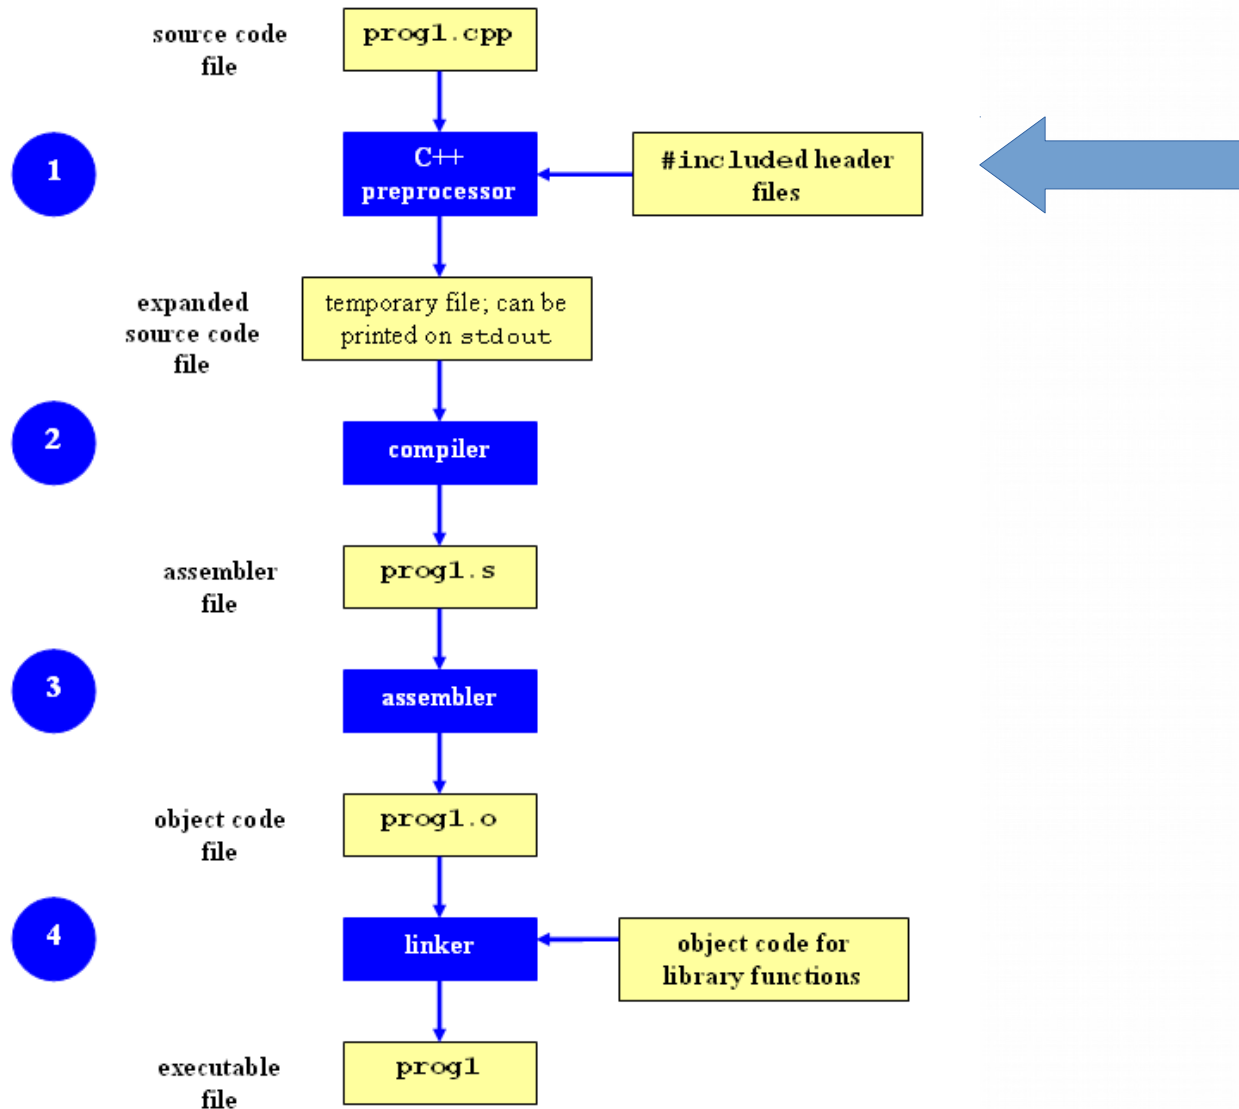 source code
file
prog1.cpp
1
C++
preprocessor
#included header
files
expanded
source code
file
temporary file; can be
printed on stdout
2
compiler
assembler
file
prog1.s
3
assembler
object code
file
prog1.o
4
linker
object code for
library functions
executable
file
prog1